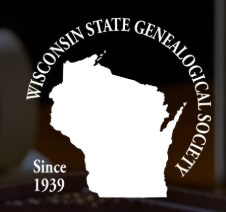 WISCONSIN STATE GENEALOGICAL SOCIETY
Since
1939